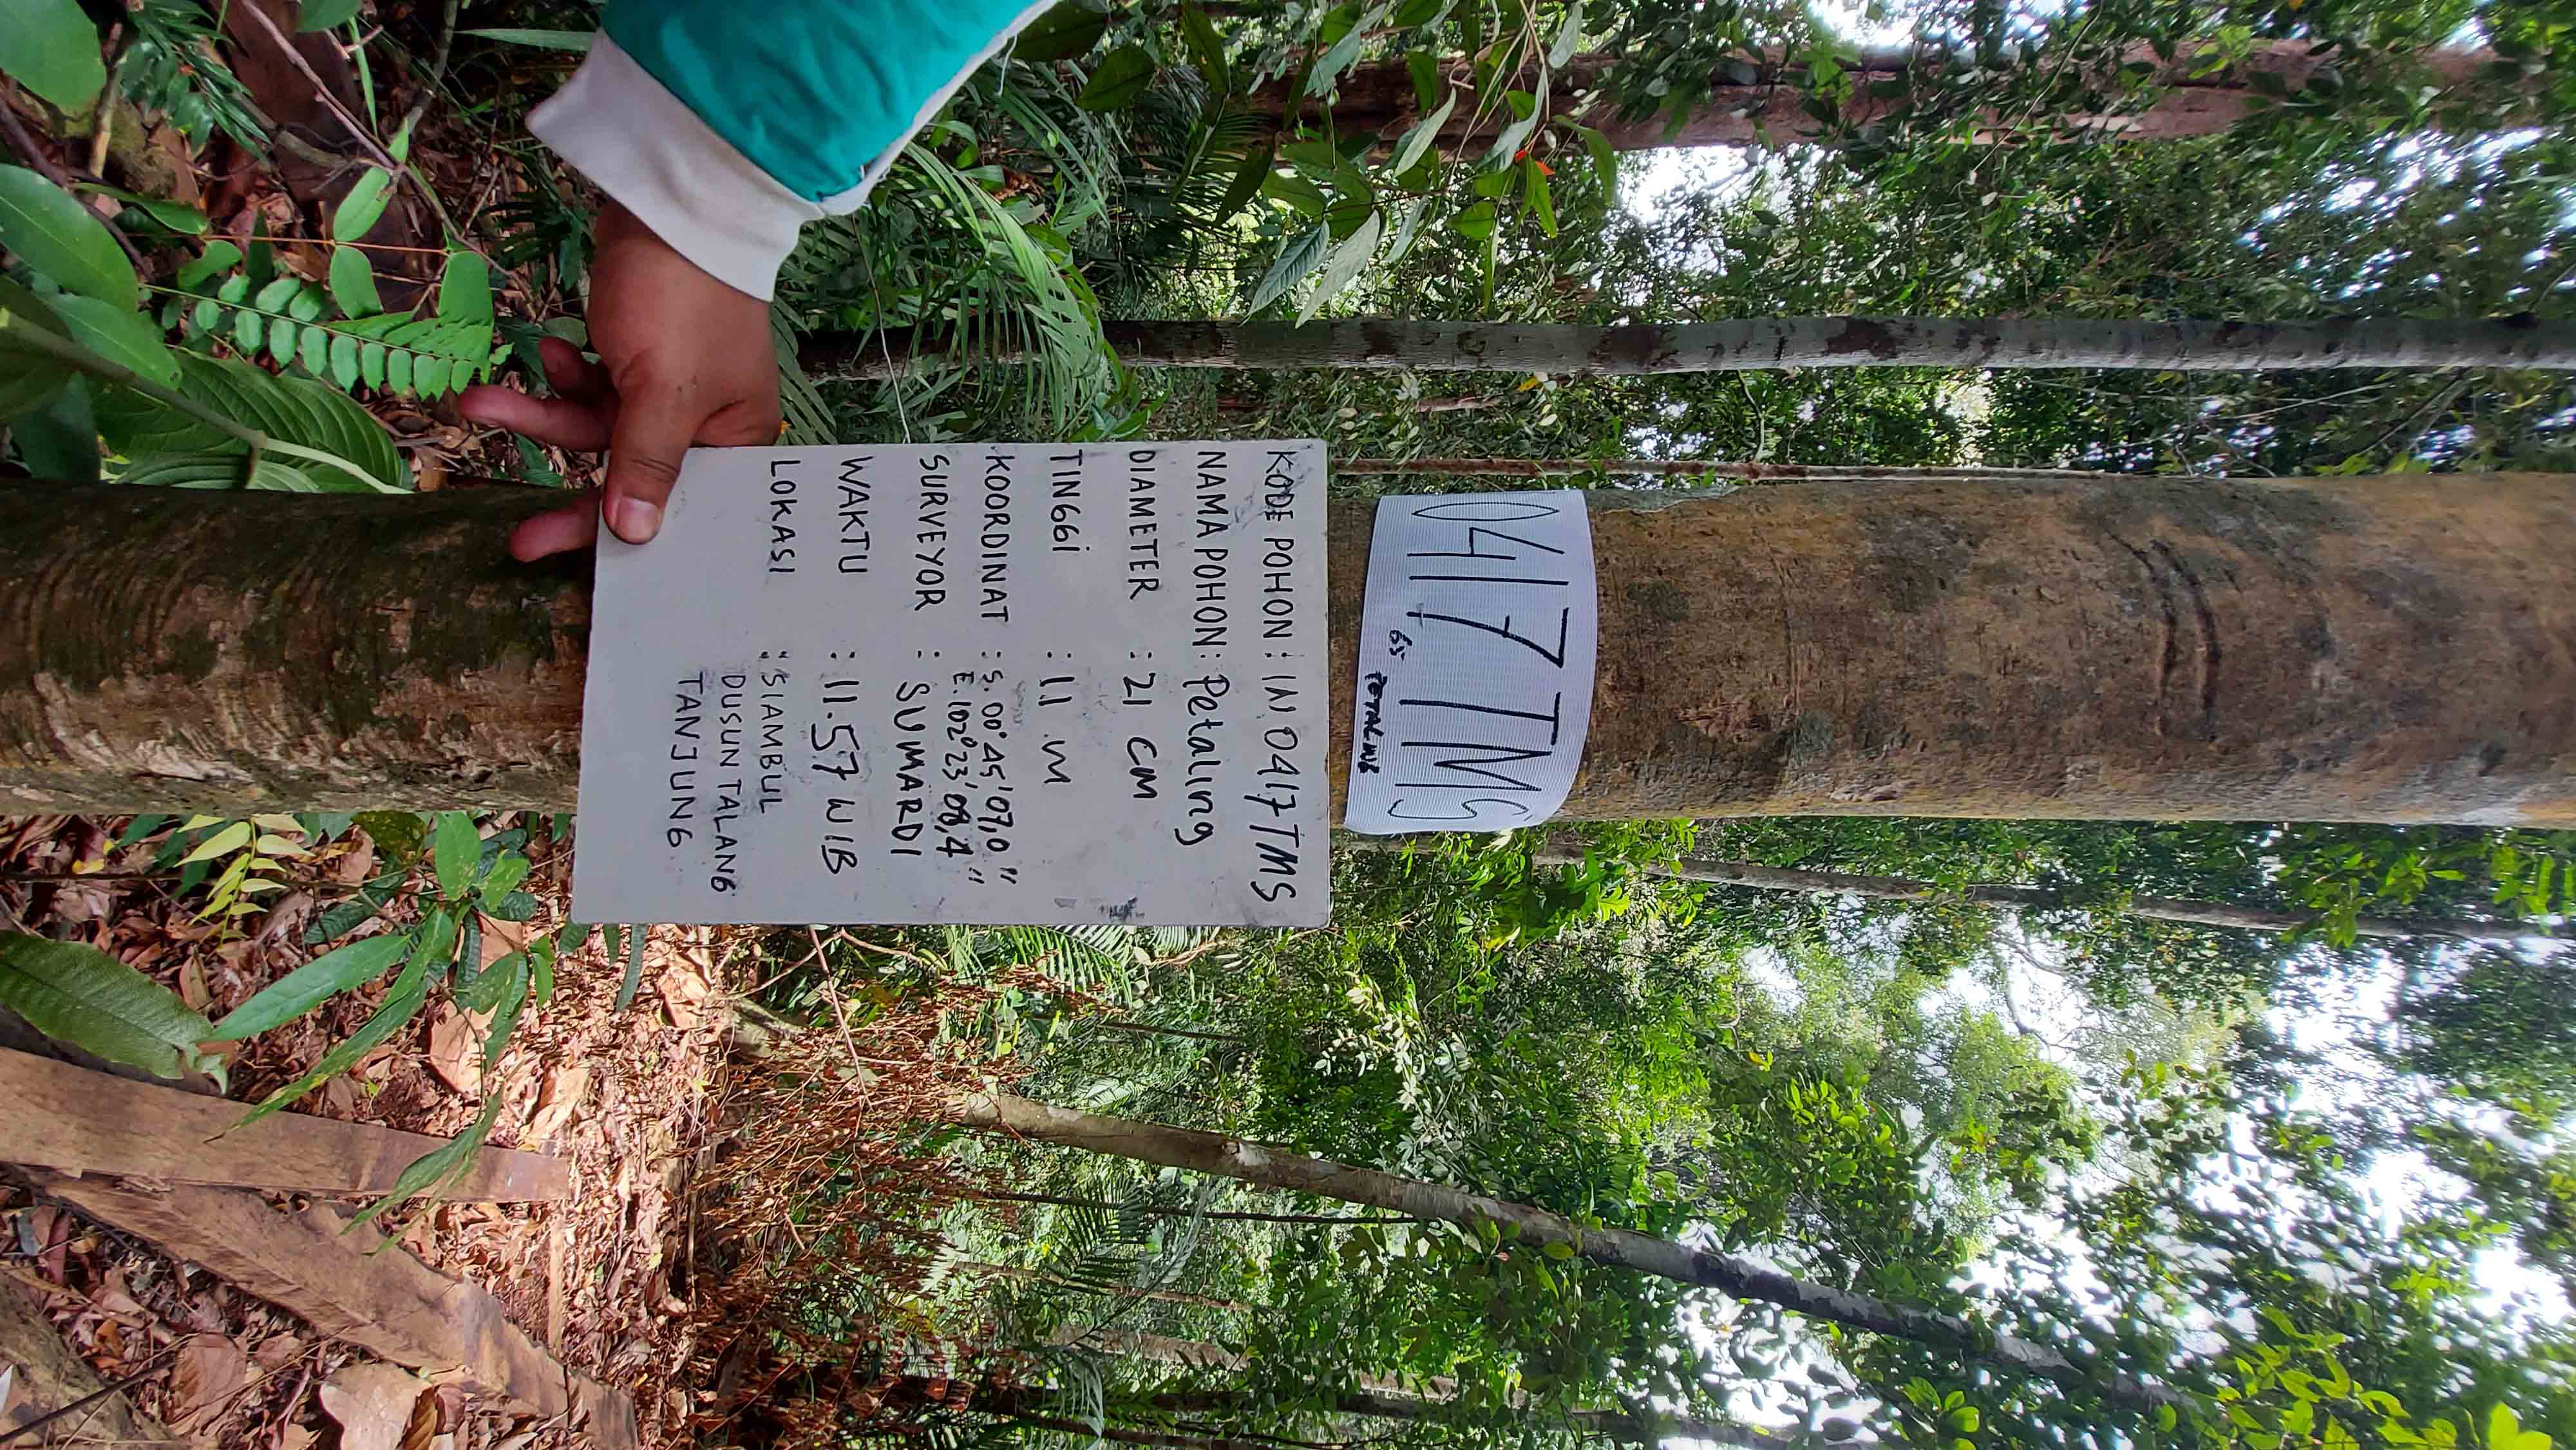 0417 TMS
65 PETALING
KODE POHON : IN 0417 TMS
NAMA POHON : Petaling
DIAMETER : 21 CM
TINGGI : 11 M
KOORDINAT : S. 00° 45' 07,0"
E. 102° 23' 08,4"
SURVEYOR : SUMARDI
WAKTU : 11.57 WIB
LOKASI : SIAMBUL
DUSUN TALANG
TANJUNG